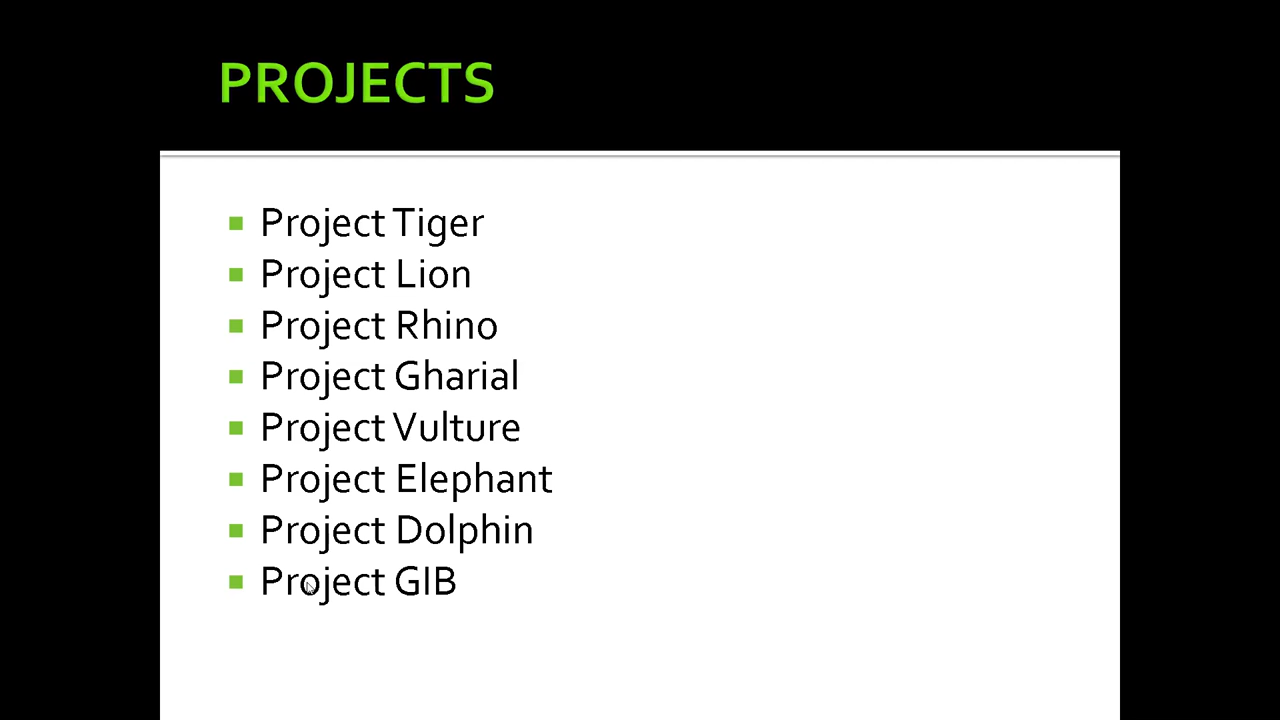 PROJECTS
Project Tiger
Project Lion
Project Rhino
Project Gharial
Project Vulture
Project Elephant
Project Dolphin
Project GIB